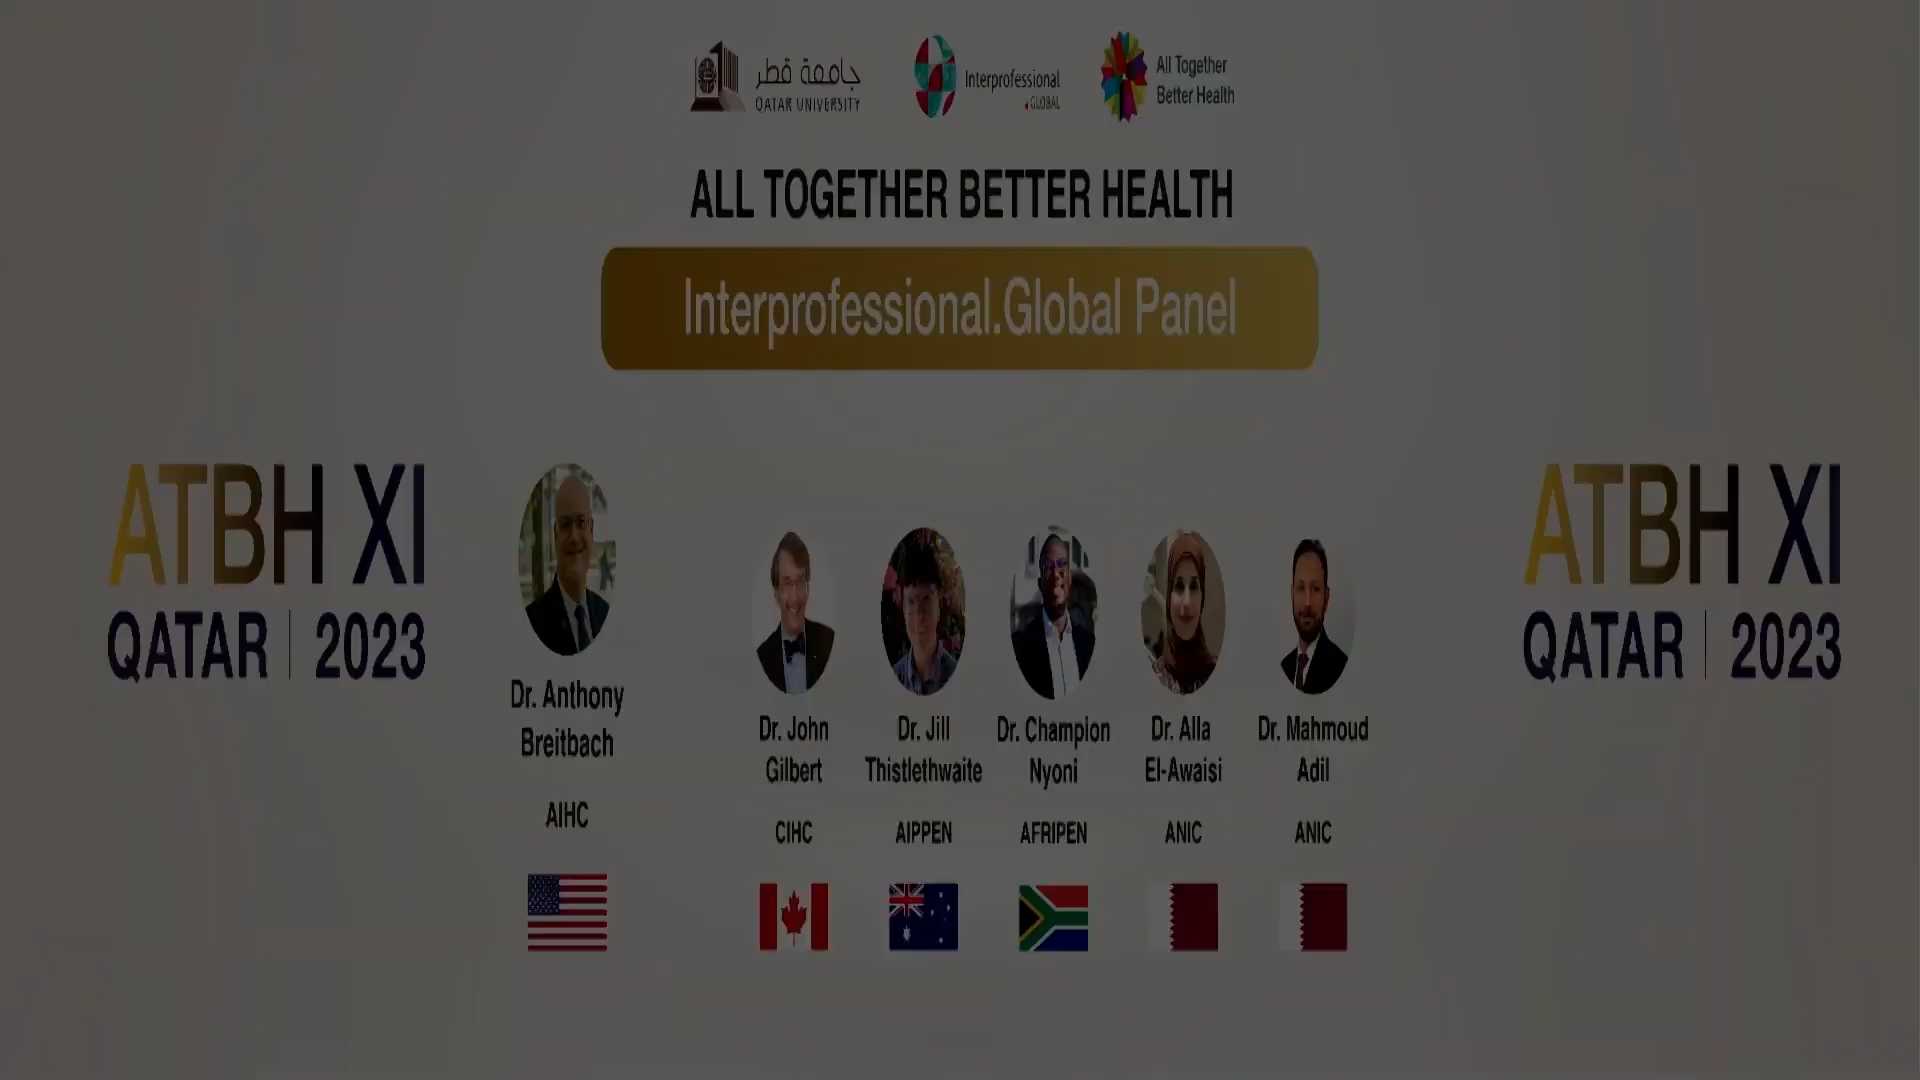 جامعة قطر
QATAR UNIVERSITY
Interprofessional
.GLOBAL
All Together
Better Health
ALL TOGETHER BETTER HEALTH
Interprofessional.Global Panel
ATBH XI
QATAR | 2023
Dr. Anthony
Breitbach
AIHC
Dr. John
Gilbert
CIHC
Dr. Jill
Thistlethwaite
AIPPEN
Dr. Champion
Nyoni
AFRIPEN
Dr. Alla
El-Awaisi
ANIC
Dr. Mahmoud
Adil
ANIC
ATBH XI
QATAR | 2023